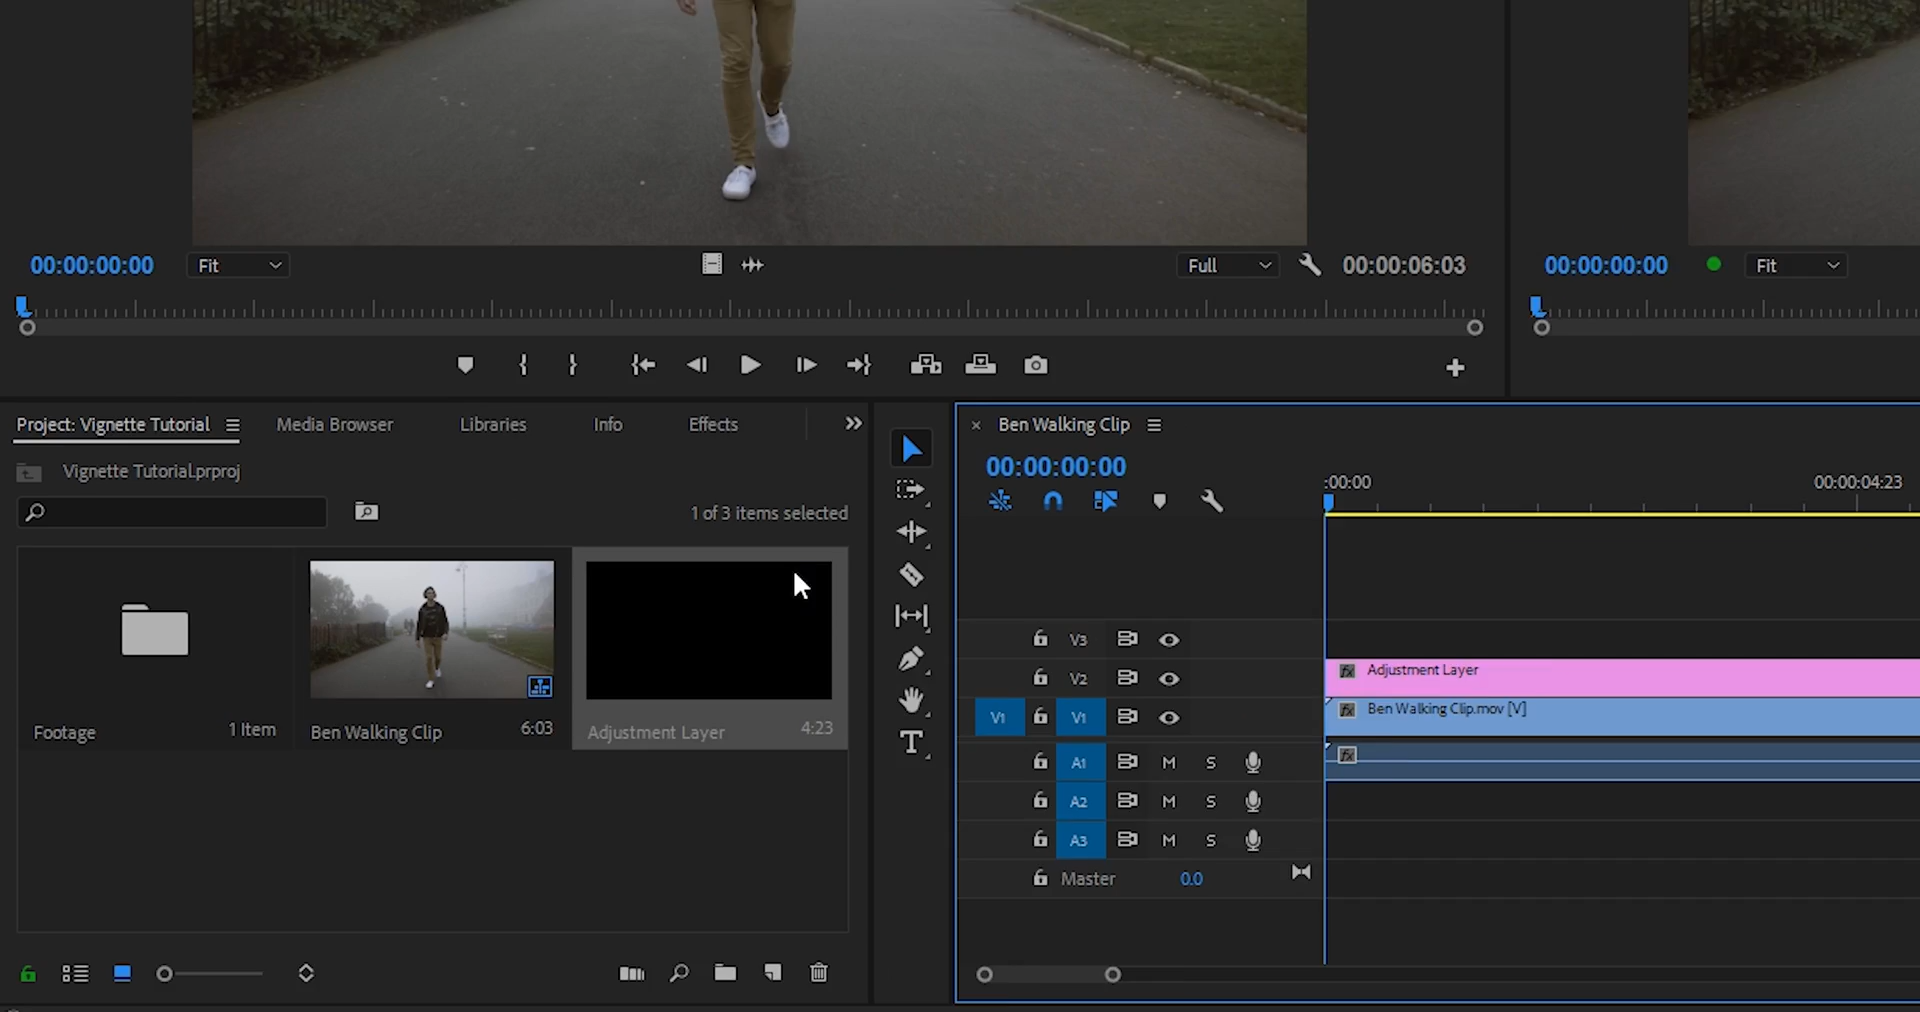 00:00:00:00 Fit Full 00:00:06:03 00:00:00:00 Fit
Project: Vignette Tutorial Media Browser Libraries Info Effects
Vignette Tutorial.prproj
1 of 3 items selected
Footage 1 Item
Ben Walking Clip 6:03
Adjustment Layer 4:23
Ben Walking Clip
00:00:00:00
:00:00 00:00:04:23
V3
V2 Adjustment Layer
V1 V1 Ben Walking Clip.mov [V]
A1 M S
A2 M S
A3 M S
Master 0.0
fx
fx
fx
T